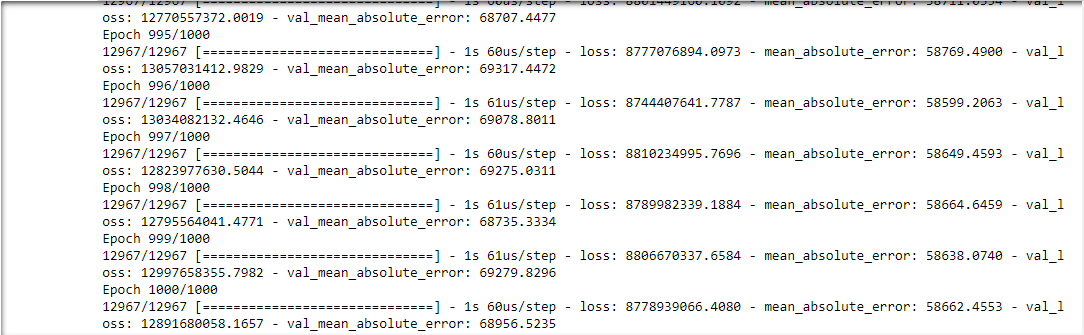 oss: 12770557372.0019 - val_mean_absolute_error: 68707.4477
Epoch 995/1000
12967/12967 [==============================] - 1s 60us/step - loss: 8777076894.0973 - mean_absolute_error: 58769.4900 - val_l
oss: 13057031412.9829 - val_mean_absolute_error: 69317.4472
Epoch 996/1000
12967/12967 [==============================] - 1s 61us/step - loss: 8744407641.7787 - mean_absolute_error: 58599.2063 - val_l
oss: 13034082132.4646 - val_mean_absolute_error: 69078.8011
Epoch 997/1000
12967/12967 [==============================] - 1s 60us/step - loss: 8810234995.7696 - mean_absolute_error: 58649.4593 - val_l
oss: 12823977630.5044 - val_mean_absolute_error: 69275.0311
Epoch 998/1000
12967/12967 [==============================] - 1s 61us/step - loss: 8789982339.1884 - mean_absolute_error: 58664.6459 - val_l
oss: 12795564041.4771 - val_mean_absolute_error: 68735.3334
Epoch 999/1000
12967/12967 [==============================] - 1s 61us/step - loss: 8806670337.6584 - mean_absolute_error: 58638.0740 - val_l
oss: 12997658355.7982 - val_mean_absolute_error: 69279.8296
Epoch 1000/1000
12967/12967 [==============================] - 1s 60us/step - loss: 8778939066.4080 - mean_absolute_error: 58662.4553 - val_l
oss: 12891680058.1657 - val_mean_absolute_error: 68956.5235